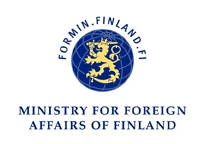 FORMIN.FINLAND.FI
MINISTRY FOR FOREIGN
AFFAIRS OF FINLAND